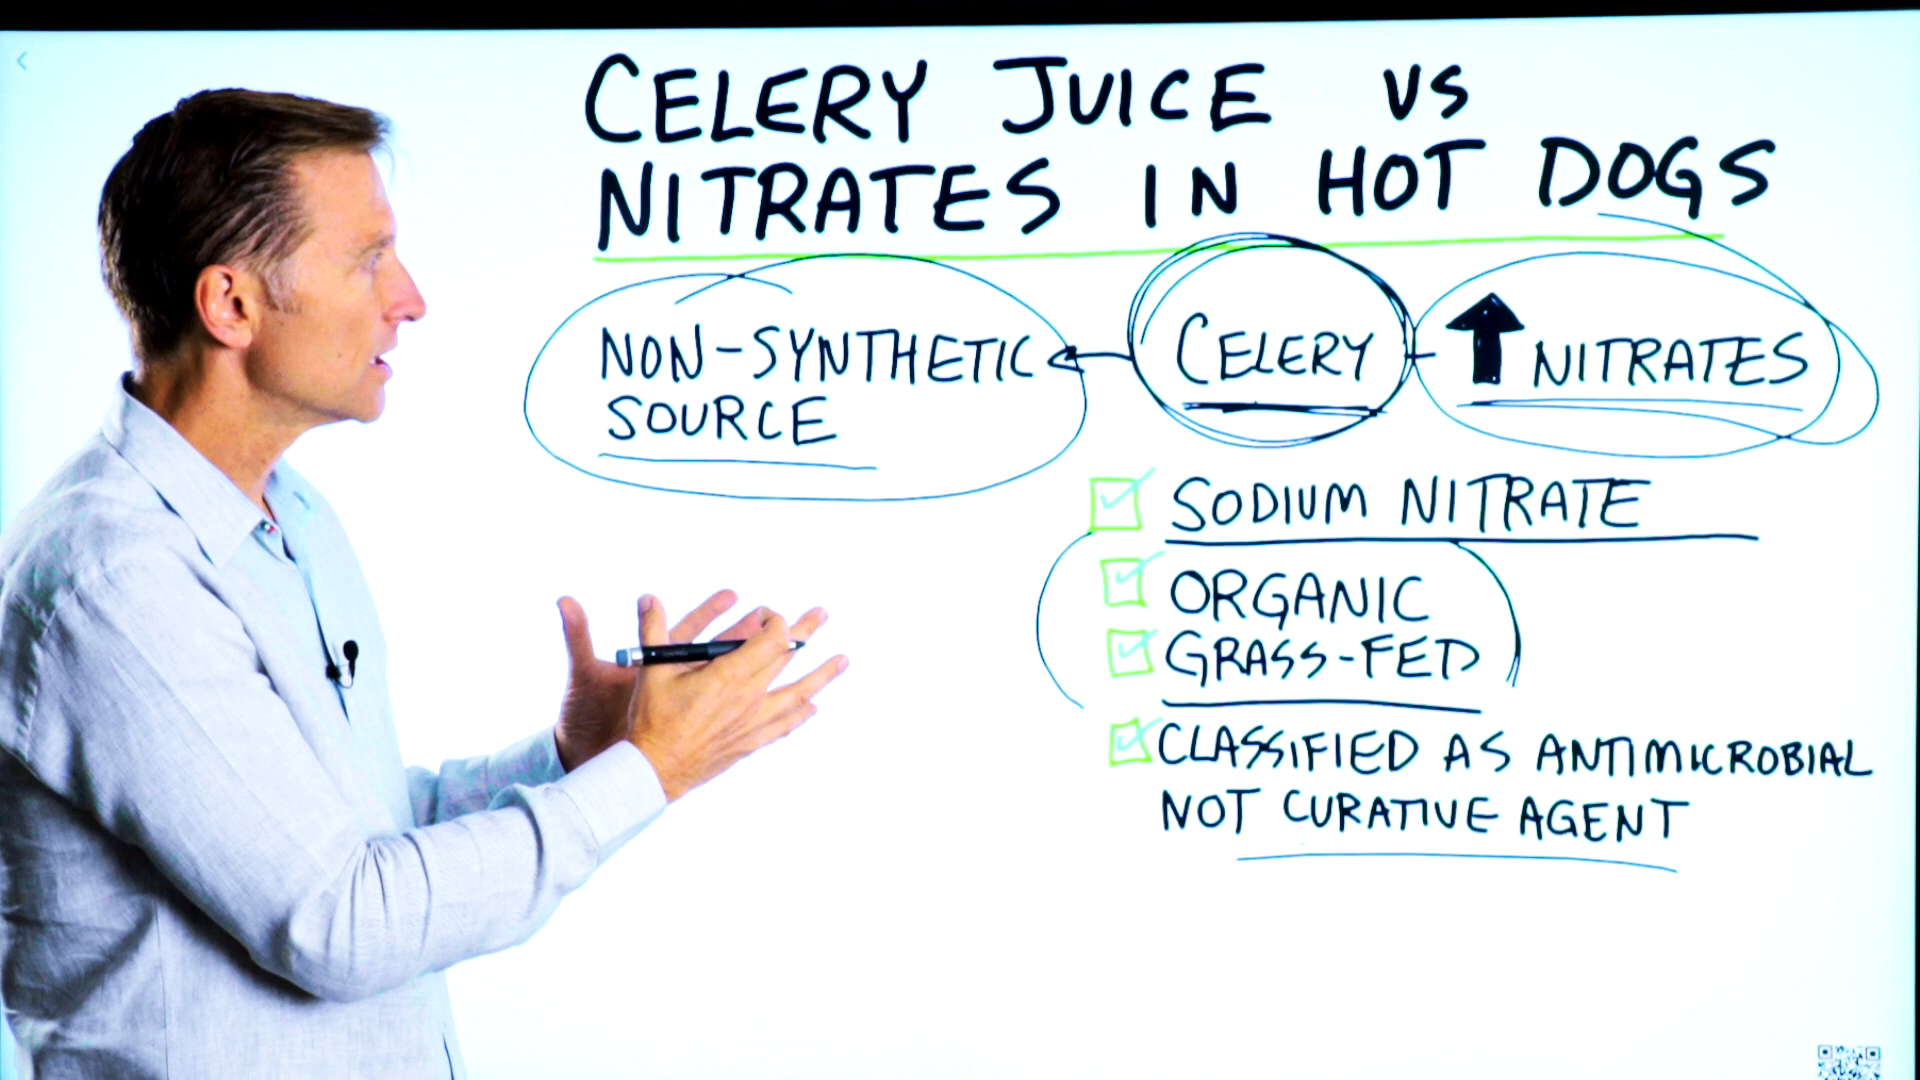 CELERY JUICE VS
NITRATES IN HOT DOGS
NON-SYNTHETIC
SOURCE
CELERY
NITRATES
SODIUM NITRATE
ORGANIC
GRASS-FED
CLASSIFIED AS ANTIMICROBIAL
NOT CURATIVE AGENT